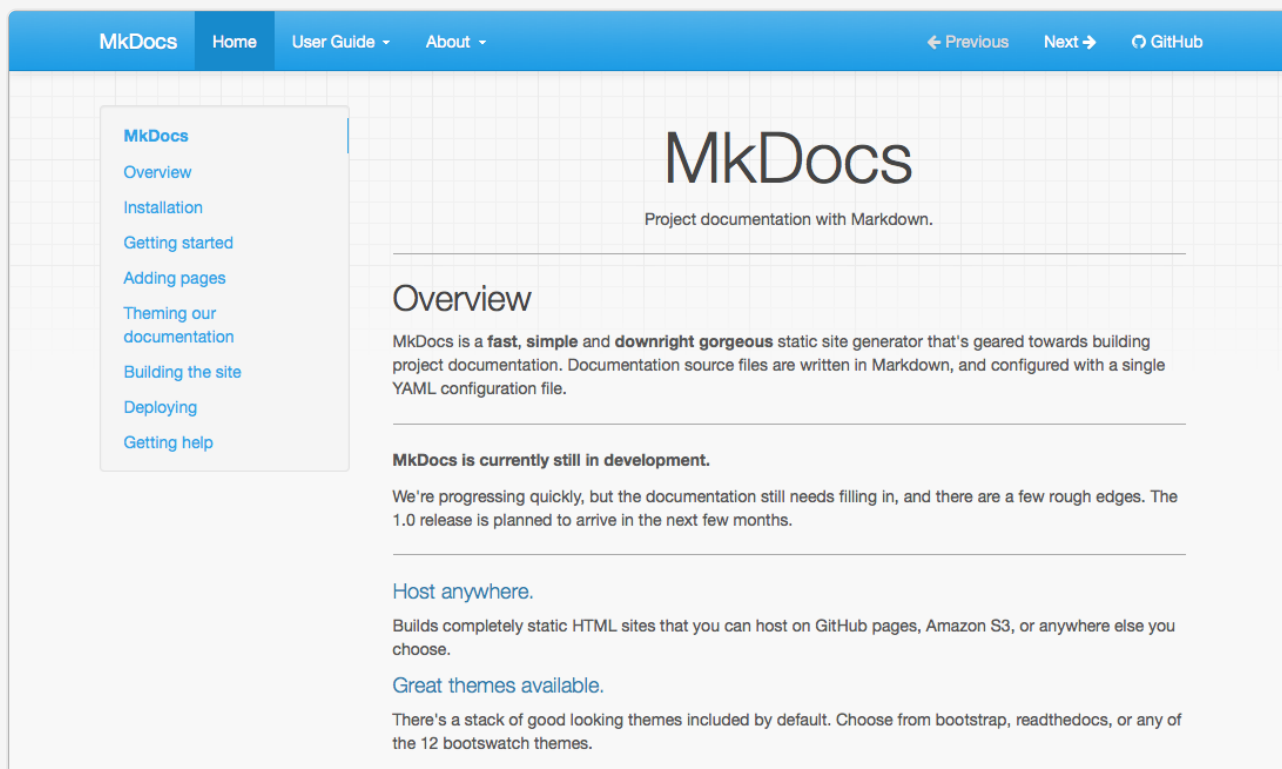 MkDocs Home User Guide About Previous Next GitHub
MkDocs
Overview
Installation
Getting started
Adding pages
Theming our
documentation
Building the site
Deploying
Getting help
MkDocs
Project documentation with Markdown.
Overview
MkDocs is a fast, simple and downright gorgeous static site generator that's geared towards building
project documentation. Documentation source files are written in Markdown, and configured with a single
YAML configuration file.
MkDocs is currently still in development.
We're progressing quickly, but the documentation still needs filling in, and there are a few rough edges. The
1.0 release is planned to arrive in the next few months.
Host anywhere.
Builds completely static HTML sites that you can host on GitHub pages, Amazon S3, or anywhere else you
choose.
Great themes available.
There's a stack of good looking themes included by default. Choose from bootstrap, readthedocs, or any of
the 12 bootswatch themes.